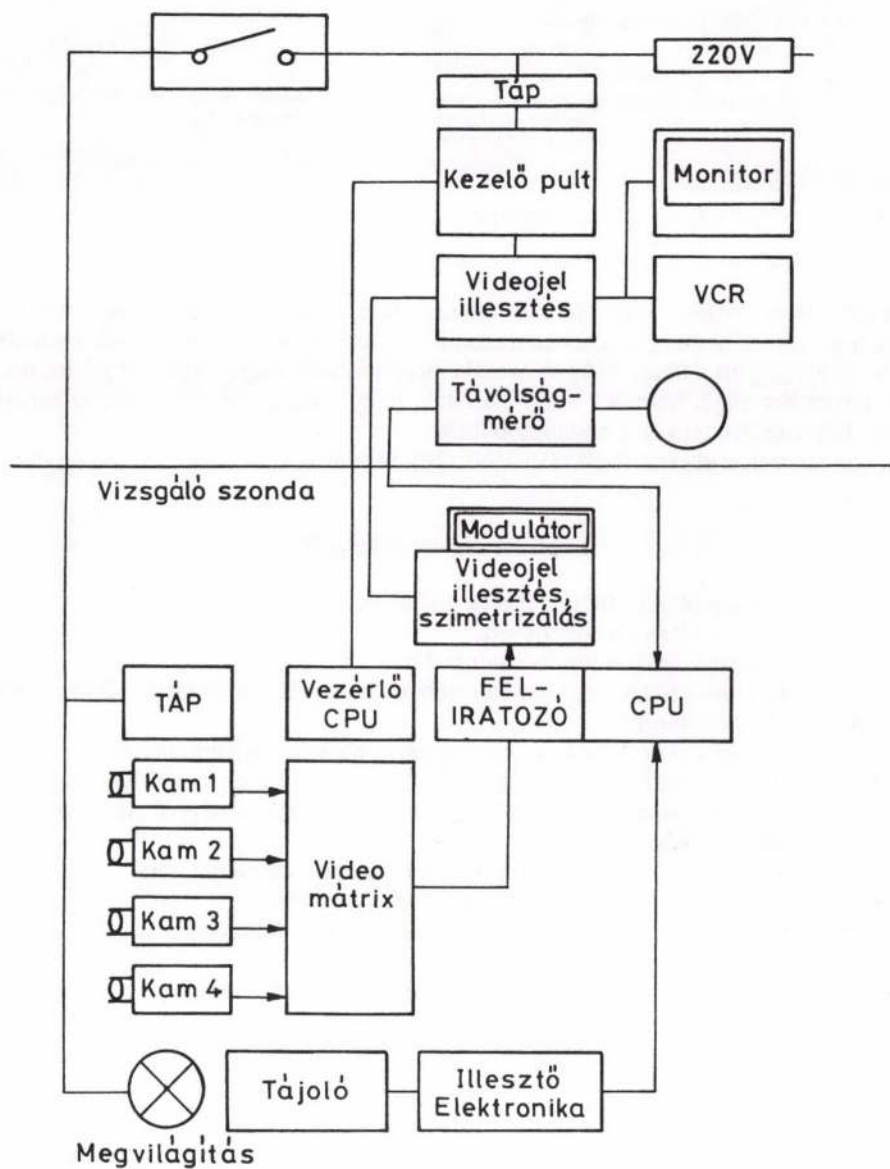 220V
Táp
Kezelő pult
Monitor
Videojel
illesztés
VCR
Távolság-
mérő
Vizsgáló szonda
Modulátor
Videojel
illesztés,
szimetrizálás
TÁP
Vezérlő
CPU
FEL-
IRATOZÓ
CPU
Kam 1
Kam 2
Kam 3
Kam 4
Video
mátrix
Tájoló
Illesztő
Elektronika
Megvilágítás